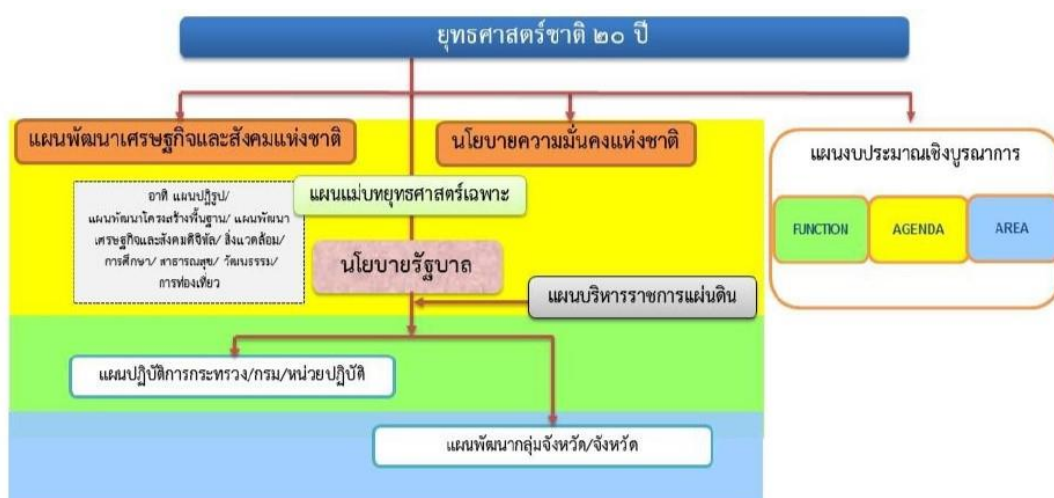 ยุทธศาสตร์ชาติ ๒๐ ปี
แผนพัฒนาเศรษฐกิจและสังคมแห่งชาติ
นโยบายความมั่นคงแห่งชาติ
แผนงบประมาณเชิงบูรณาการ
FUNCTION
AGENDA
AREA
แผนแม่บทยุทธศาสตร์เฉพาะ
อาทิ แผนปฏิรูป/
แผนพัฒนาโครงสร้างพื้นฐาน/ แผนพัฒนา
เศรษฐกิจและสังคมดิจิทัล/ สิ่งแวดล้อม/
การศึกษา/ สาธารณสุข/ วัฒนธรรม/
การท่องเที่ยว
นโยบายรัฐบาล
แผนบริหารราชการแผ่นดิน
แผนปฏิบัติการกระทรวง/กรม/หน่วยปฏิบัติ
แผนพัฒนากลุ่มจังหวัด/จังหวัด